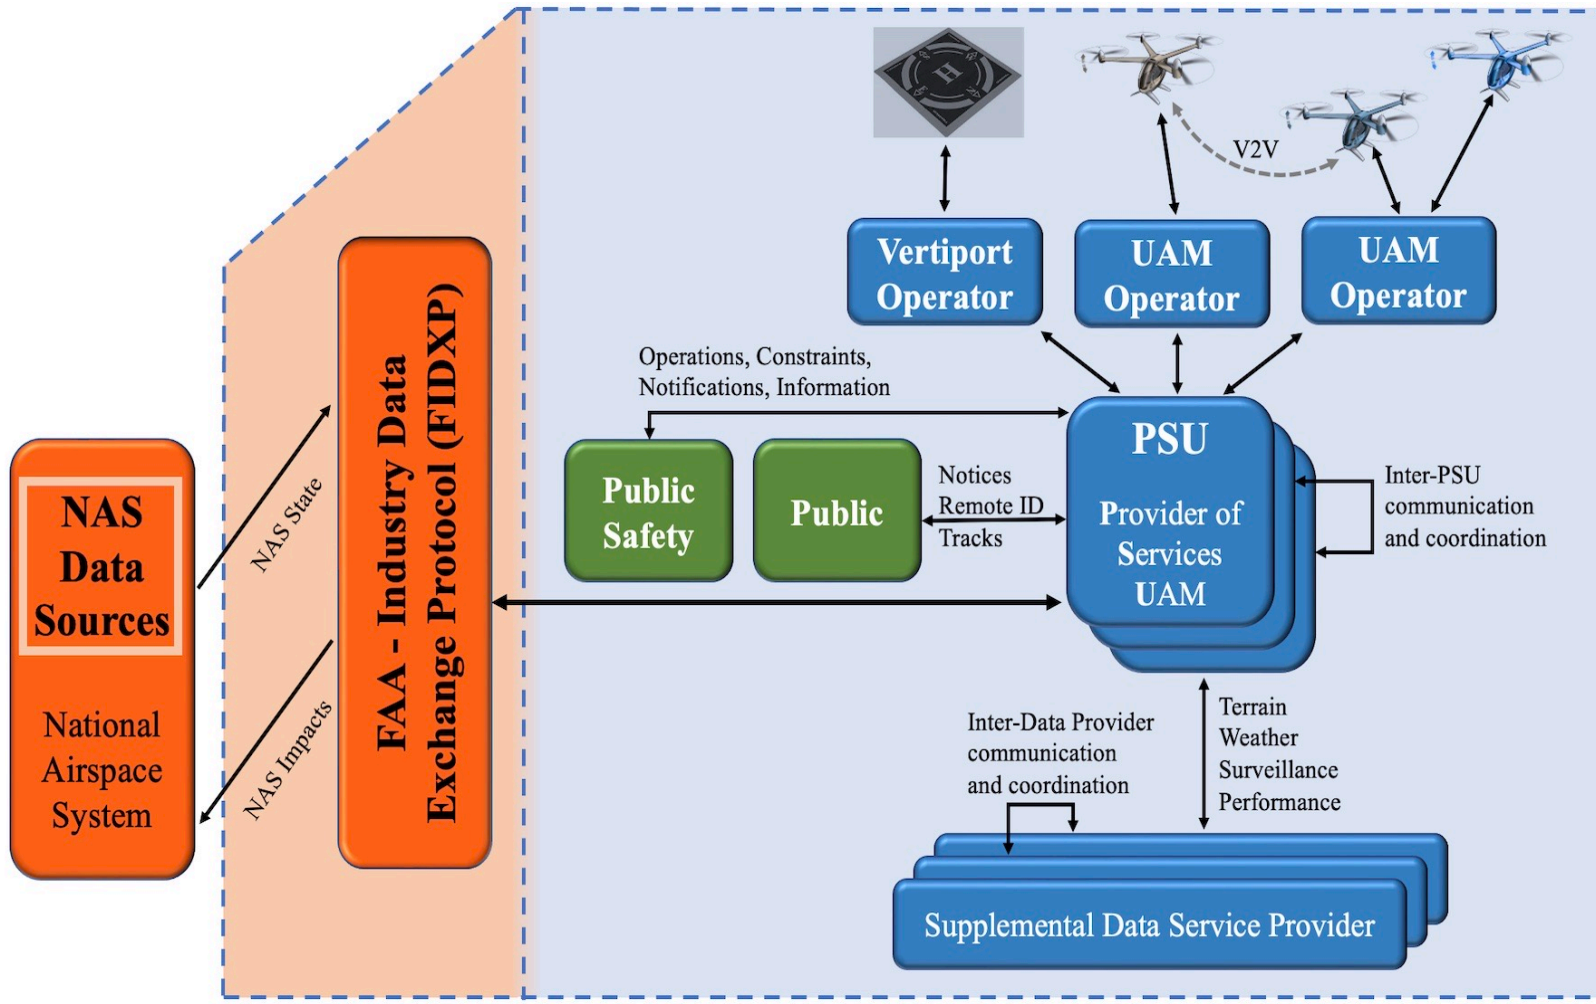 H
V2V
Vertiport
Operator
UAM
Operator
UAM
Operator
Operations, Constraints,
Notifications, Information
PSU
Provider of
Services
UAM
Inter-PSU
communication
and coordination
Public
Safety
Public
Notices
Remote ID
Tracks
FAA - Industry Data
Exchange Protocol (FIDXP)
NAS State
NAS Impacts
NAS
Data
Sources
National
Airspace
System
Inter-Data Provider
communication
and coordination
Terrain
Weather
Surveillance
Performance
Supplemental Data Service Provider